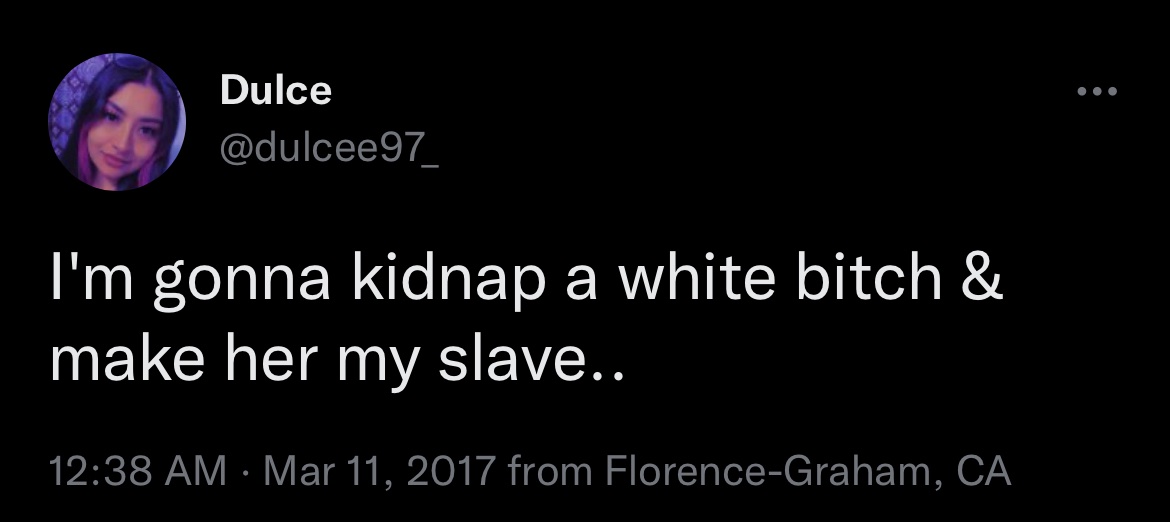 Dulce
@dulcee97_
I'm gonna kidnap a white bitch &
make her my slave..
12:38 AM · Mar 11, 2017 from Florence-Graham, CA